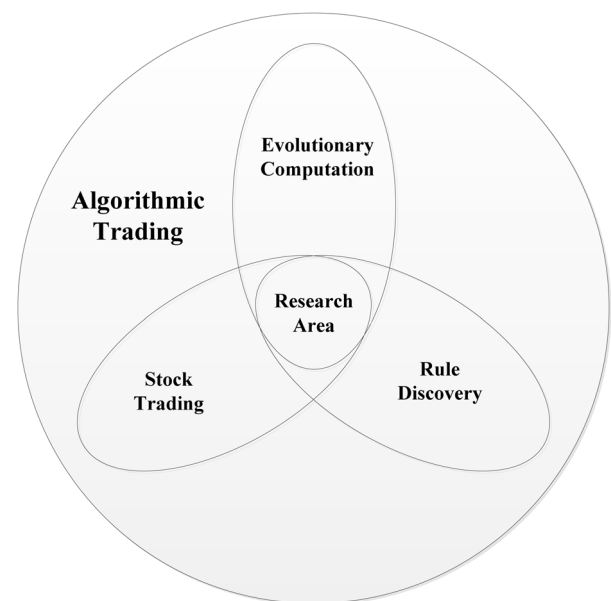 Evolutionary
Computation
Algorithmic
Trading
Research
Area
Stock
Trading
Rule
Discovery